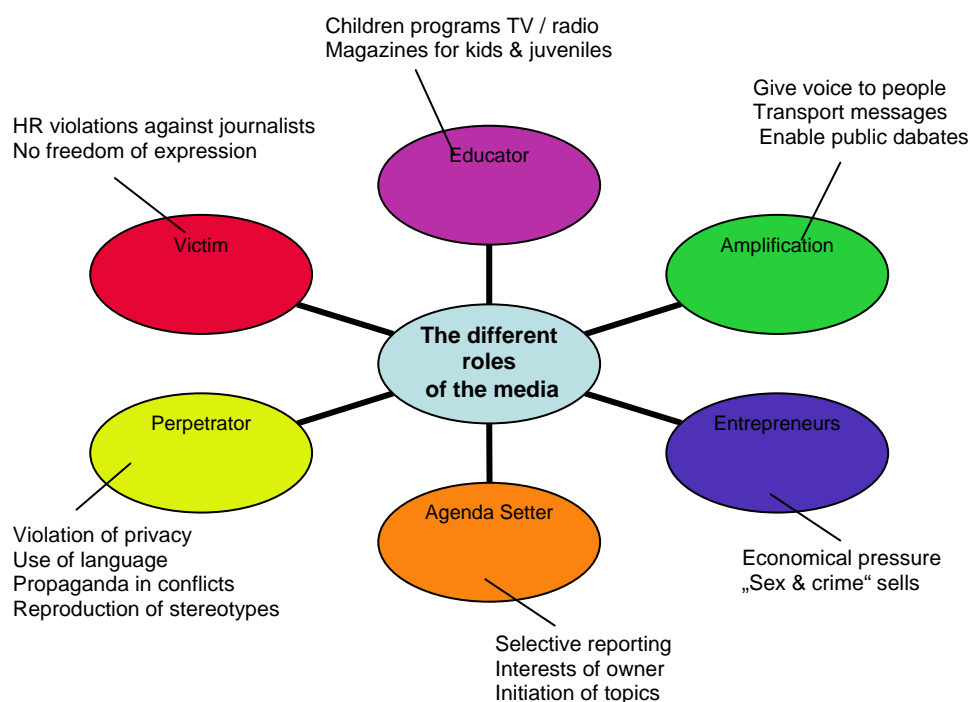 Children programs TV / radio
Magazines for kids & juveniles
Educator
Give voice to people
Transport messages
Enable public dabates
Amplification
HR violations against journalists
No freedom of expression
Victim
The different
roles
of the media
Perpetrator
Violation of privacy
Use of language
Propaganda in conflicts
Reproduction of stereotypes
Agenda Setter
Selective reporting
Interests of owner
Initiation of topics
Entrepreneurs
Economical pressure
„Sex & crime“ sells